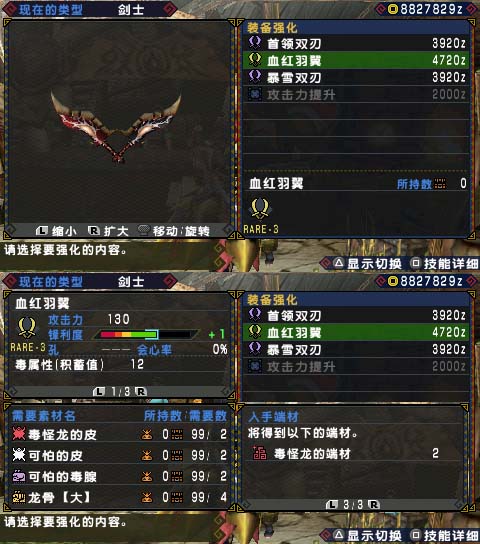 现在的类型 剑士
8827829z
装备强化
首领双刃 3920z
血红羽翼 4720z
暴雪双刃 3920z
攻击力提升 2000z
血红羽翼 所持数 0
RARE-3
L 缩小 R 扩大 移动/旋转
请选择要强化的内容。
△显示切换 □技能详细
现在的类型 剑士
8827829z
血红羽翼
攻击力 130
锋利度 +1
RARE-3
孔 ――― 会心率 0%
毒属性(积蓄值) 12
L 1/3 R
装备强化
首领双刃 3920z
血红羽翼 4720z
暴雪双刃 3920z
攻击力提升 2000z
需要素材名 所持数/需要数
毒怪龙的皮 0 99/ 2
可怕的皮 0 99/ 2
可怕的毒腺 0 99/ 2
龙骨【大】 0 99/ 4
入手端材
将得到以下的端材。
毒怪龙的端材 2
L 3/3 R
请选择要强化的内容。
△显示切换 □技能详细